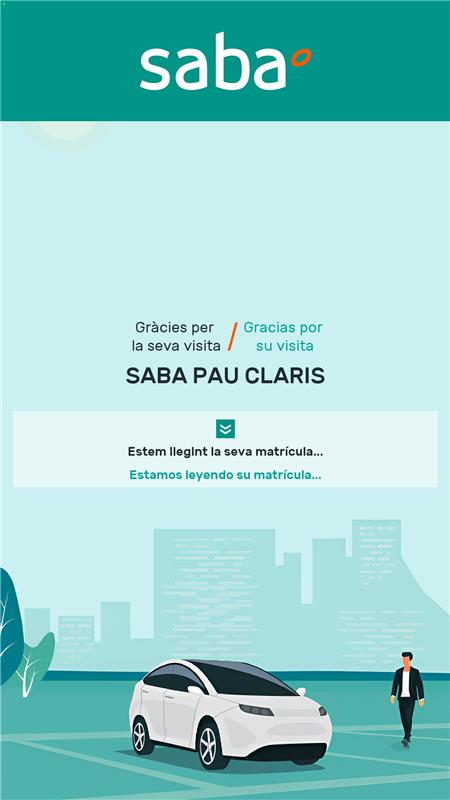 saba
Gràcies per
la seva visita
/
Gracias por
su visita
SABA PAU CLARIS
Estem llegInt la seva matrícula...
Estamos leyendo su matrícula...